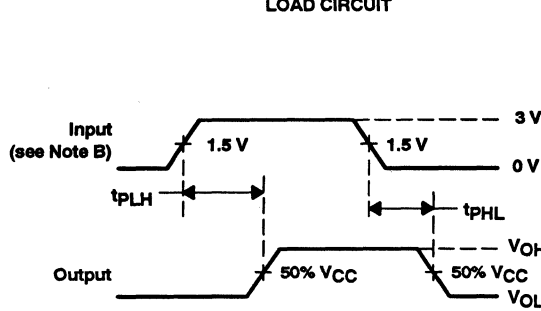 LOAD CIRCUIT
Input
(see Note B)
1.5 V
1.5 V
3 V
0 V
tPLH
tPHL
Output
50% VCC
50% VCC
VOH
VOL